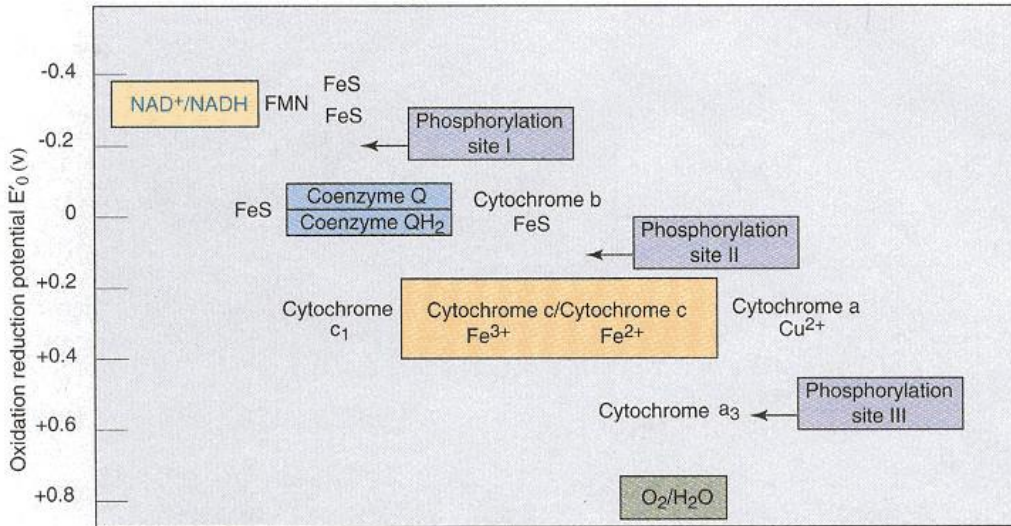 -0.4
FeS
NAD⁺/NADH FMN
FeS
Phosphorylation
site I
-0.2
Coenzyme Q
Cytochrome b
FeS
0
Coenzyme QH₂
FeS
Phosphorylation
site II
+0.2
Cytochrome
c₁
Cytochrome c/Cytochrome c
Fe³⁺ Fe²⁺
Cytochrome a
Cu²⁺
+0.4
Phosphorylation
site III
Cytochrome a₃
+0.6
O₂/H₂O
+0.8
Oxidation reduction potential E′₀ (v)